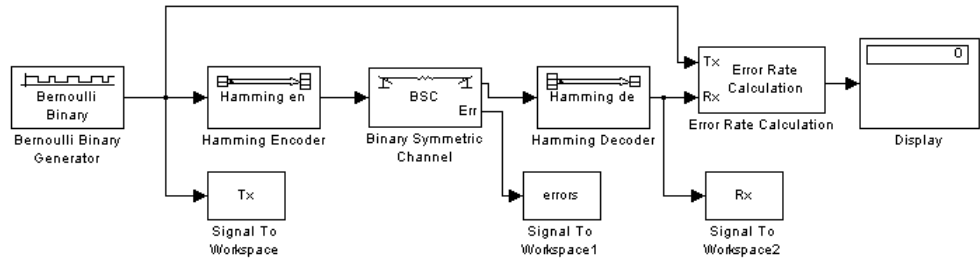 Bernoulli
Binary
Bernoulli Binary
Generator
Hamming en
Hamming Encoder
BSC
Err
Binary Symmetric
Channel
Hamming de
Hamming Decoder
Tx
Rx
Error Rate
Calculation
Error Rate Calculation
0
Display
Tx
Signal To
Workspace
errors
Signal To
Workspace1
Rx
Signal To
Workspace2